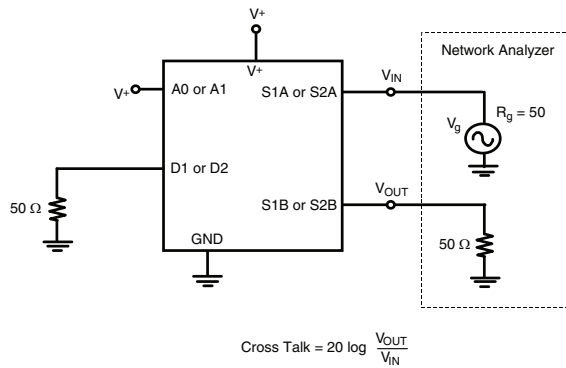 V+
Network Analyzer
V+
V+
A0 or A1
S1A or S2A
VIN
Rg = 50
Vg
D1 or D2
VOUT
50 Ω
S1B or S2B
50 Ω
GND
Cross Talk = 20 log VOUT
VIN